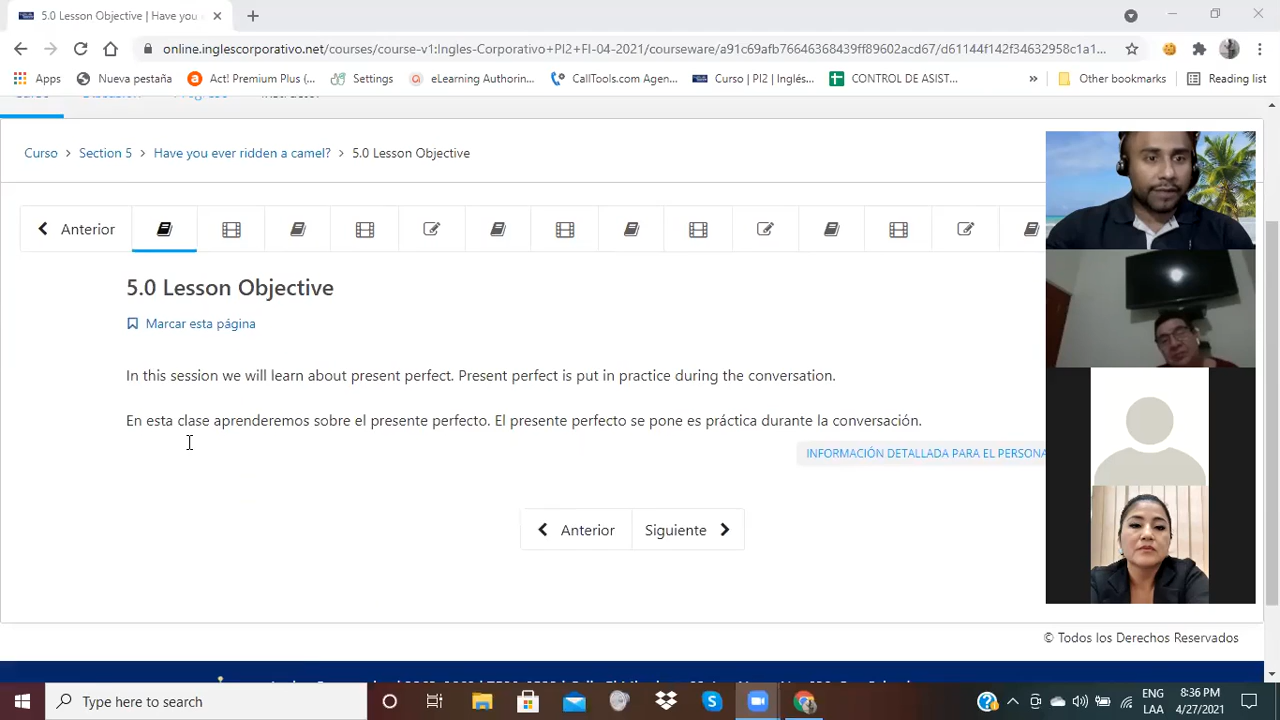 5.0 Lesson Objective | Have you
online.inglescorporativo.net/courses/course-v1:Ingles-Corporativo+PI2+FI-04-2021/courseware/a91c69afb76646368439ff89602acd67/d61144f142f34632958c1a1...
Apps Nueva pestaña Act! Premium Plus (... Settings eLearning Authorin... CallTools.com Agen... Curso | PI2 | Inglés... CONTROL DE ASIST... » Other bookmarks Reading list
Curso > Section 5 > Have you ever ridden a camel? > 5.0 Lesson Objective
Anterior
5.0 Lesson Objective
Marcar esta página
In this session we will learn about present perfect. Present perfect is put in practice during the conversation.
En esta clase aprenderemos sobre el presente perfecto. El presente perfecto se pone es práctica durante la conversación.
INFORMACIÓN DETALLADA PARA EL PERSONA
Anterior Siguiente
© Todos los Derechos Reservados
Type here to search
ENG
LAA
8:36 PM
4/27/2021